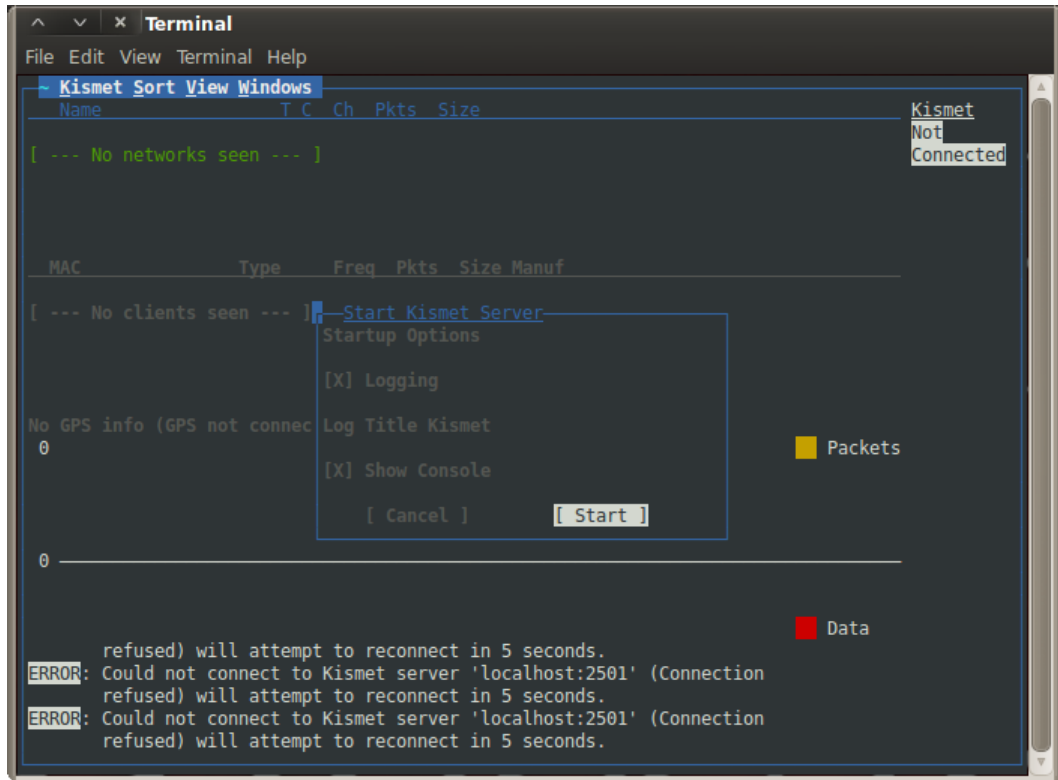 Terminal
File Edit View Terminal Help
~ Kismet Sort View Windows
Name T C Ch Pkts Size
Kismet
Not
Connected
[ --- No networks seen --- ]
MAC Type Freq Pkts Size Manuf
[ --- No clients seen --- ]
Start Kismet Server
Startup Options
[X] Logging
No GPS info (GPS not connec
Log Title Kismet
0
Packets
[X] Show Console
[ Cancel ] [ Start ]
0
Data
refused) will attempt to reconnect in 5 seconds.
ERROR: Could not connect to Kismet server 'localhost:2501' (Connection
refused) will attempt to reconnect in 5 seconds.
ERROR: Could not connect to Kismet server 'localhost:2501' (Connection
refused) will attempt to reconnect in 5 seconds.